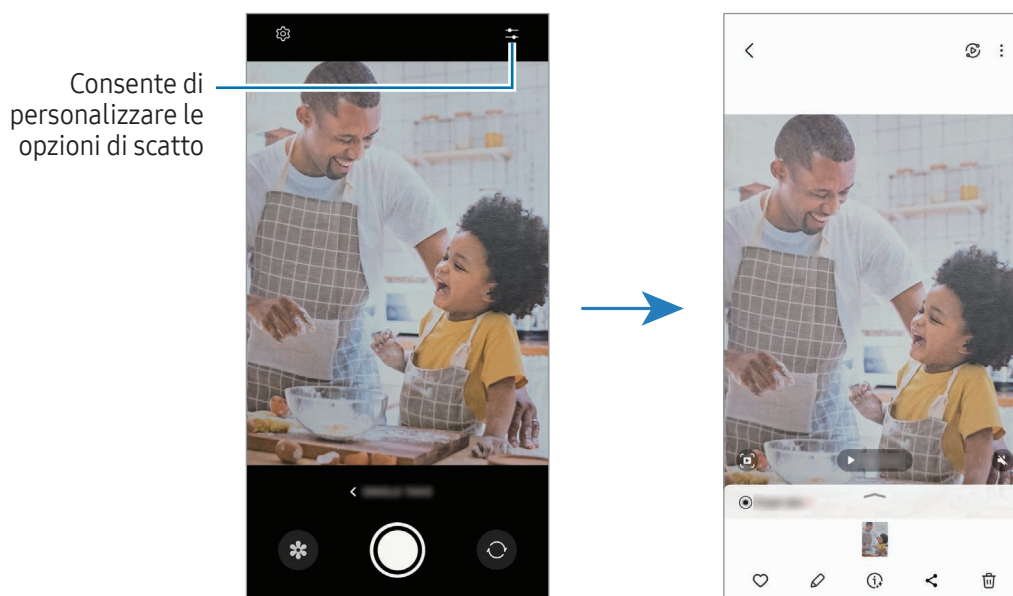 Consente di
personalizzare le
opzioni di scatto